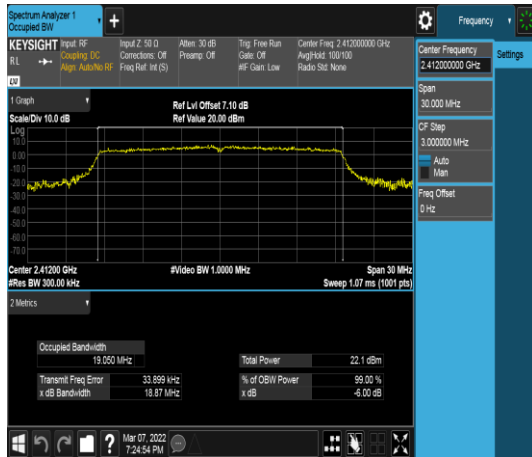 Spectrum Analyzer 1
Occupied BW
+
Frequency
KEYSIGHT
RL
LXI
Input: RF
Coupling: DC
Align: Auto/No RF
Input Z: 50 Ω
Corrections: Off
Freq Ref: Int (S)
Atten: 30 dB
Preamp: Off
Trig: Free Run
Gate: Off
#IF Gain: Low
Center Freq: 2.412000000 GHz
Avg|Hold: 100/100
Radio Std: None
Center Frequency
2.412000000 GHz
Settings
Span
30.000 MHz
CF Step
3.000000 MHz
Auto
Man
Freq Offset
0 Hz
1 Graph
Scale/Div 10.0 dB
Ref Lvl Offset 7.10 dB
Ref Value 20.00 dBm
Log
10.0
0.00
-10.0
-20.0
-30.0
-40.0
-50.0
-60.0
-70.0
Center 2.41200 GHz
#Res BW 300.00 kHz
#Video BW 1.0000 MHz
Span 30 MHz
Sweep 1.07 ms (1001 pts)
2 Metrics
Occupied Bandwidth
19.050 MHz
Total Power 22.1 dBm
Transmit Freq Error 33.899 kHz
% of OBW Power 99.00 %
x dB Bandwidth 18.87 MHz
x dB -6.00 dB
?
Mar 07, 2022
7:24:54 PM